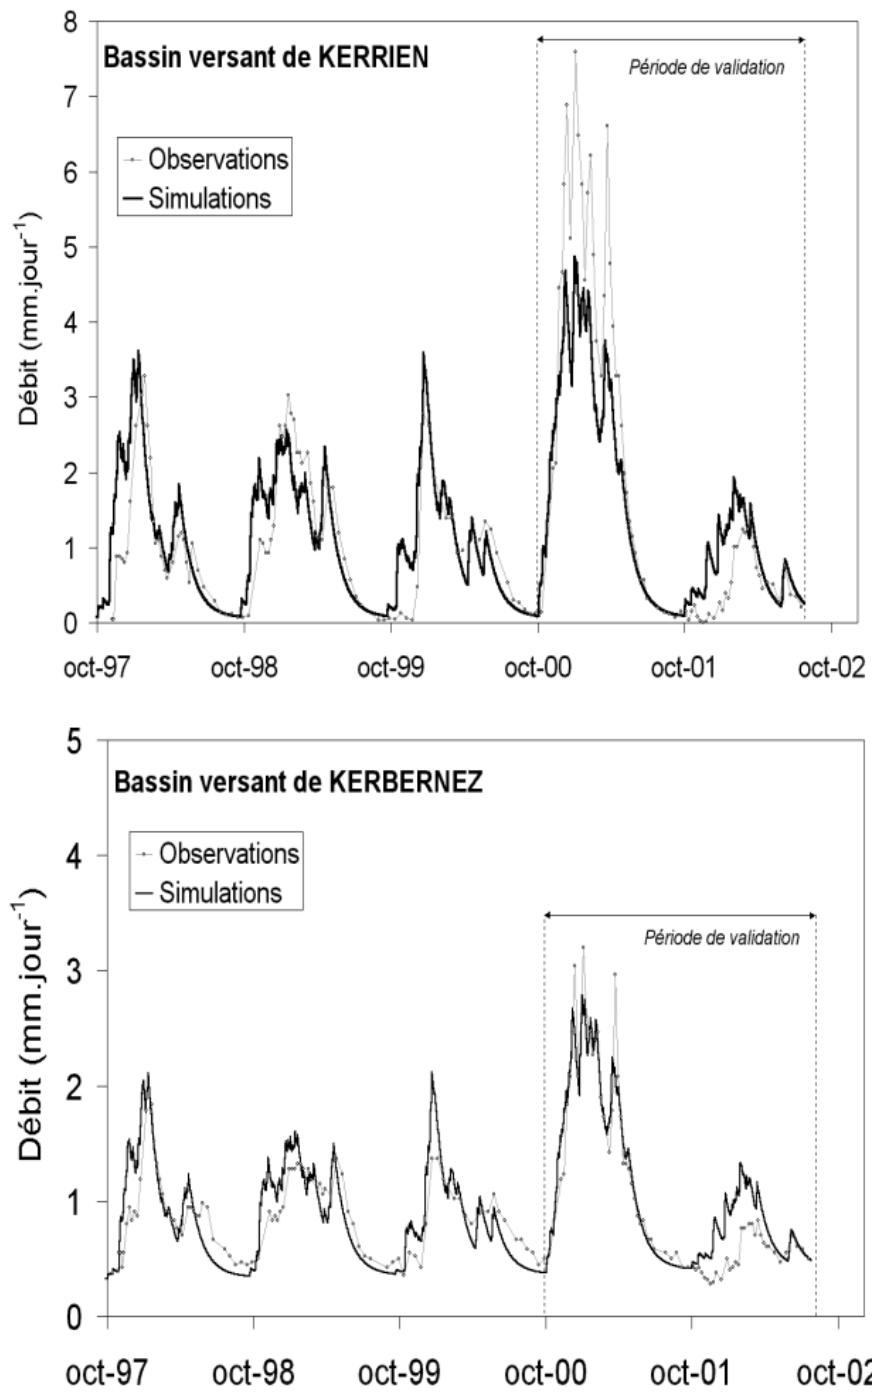 8
Bassin versant de KERRIEN
Période de validation
7
Observations
Simulations
6
5
4
3
2
1
0
Débit (mm.jour-1)
oct-97 oct-98 oct-99 oct-00 oct-01 oct-02
5
Bassin versant de KERBERNEZ
Observations
Simulations
4
Période de validation
3
2
1
0
Débit (mm.jour-1)
oct-97 oct-98 oct-99 oct-00 oct-01 oct-02